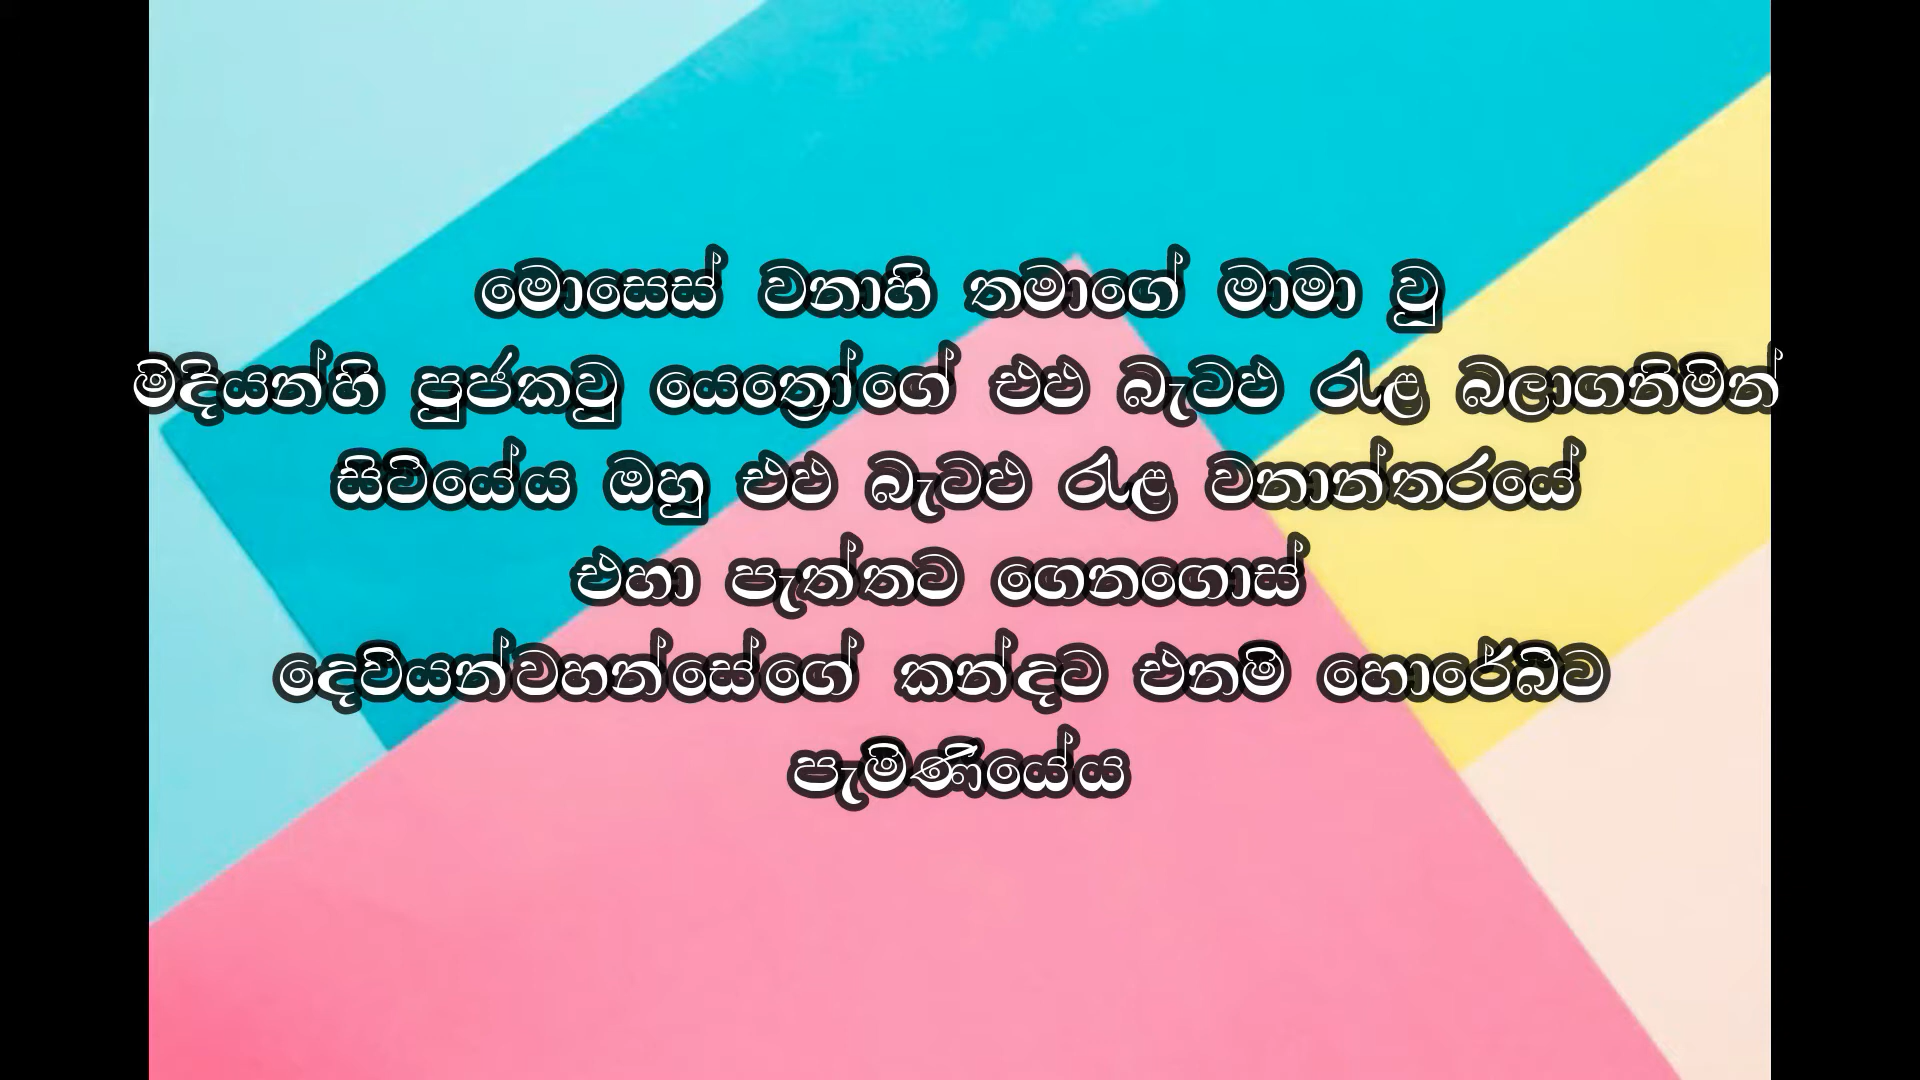 මොසෙස් වනාහි තමාගේ මාමා වු
මිදියන්හි පුජකවු යෙත්‍රෝගේ එළු බැටළු රැළ බලාගනිමින්
සිටියේය ඔහු එළු බැටළු රැළ වනාන්තරයේ
එහා පැත්තට ගෙනගොස්
දෙවියන්වහන්සේගේ කන්දට එනම් හොරේබ්ට
පැමිණියේය